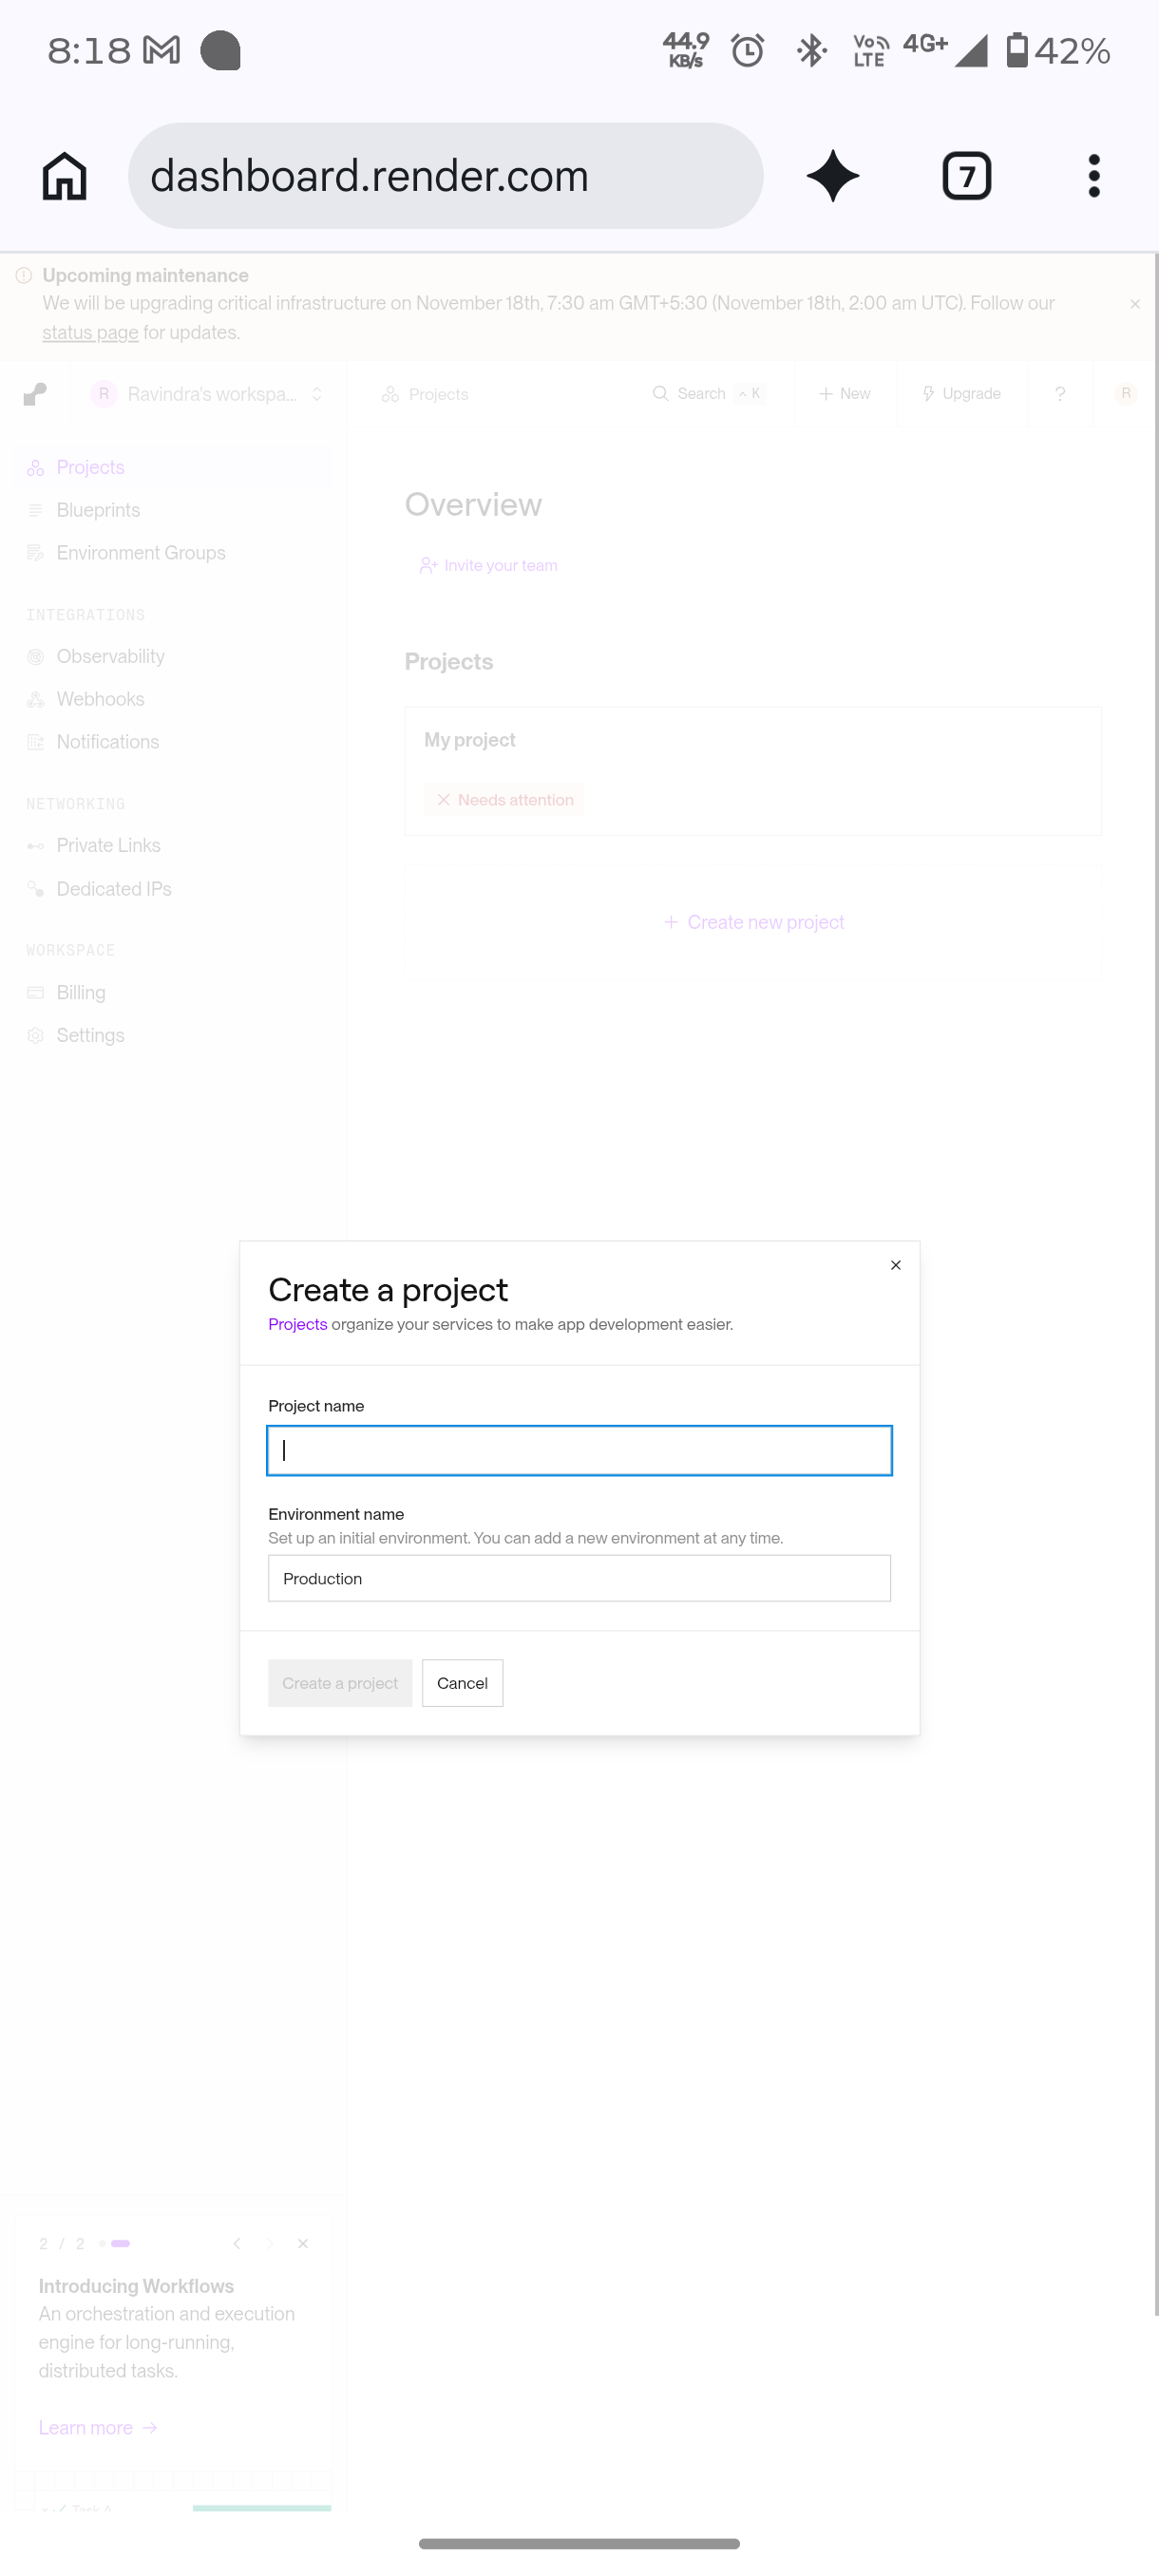 8:18
44.9
KB/s
Vo
LTE
4G+
42%
dashboard.render.com
7
Upcoming maintenance
We will be upgrading critical infrastructure on November 18th, 7:30 am GMT+5:30 (November 18th, 2:00 am UTC). Follow our
status page for updates.
R
Ravindra's workspa...
Projects
Search
K
New
Upgrade
?
R
Projects
Blueprints
Environment Groups
INTEGRATIONS
Observability
Webhooks
Notifications
NETWORKING
Private Links
Dedicated IPs
WORKSPACE
Billing
Settings
Overview
Invite your team
Projects
My project
Needs attention
Create new project
Create a project
Projects organize your services to make app development easier.
Project name
Environment name
Set up an initial environment. You can add a new environment at any time.
Production
Create a project
Cancel
2 / 2
Introducing Workflows
An orchestration and execution
engine for long-running,
distributed tasks.
Learn more